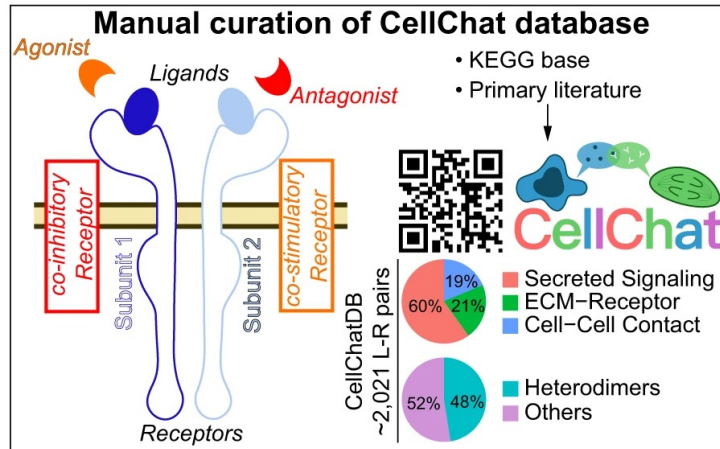 Manual curation of CellChat database
Agonist
Ligands
Antagonist
co-inhibitory
Receptor
Subunit 1
Subunit 2
co-stimulatory
Receptor
Receptors
• KEGG base
• Primary literature
CellChat
CellChatDB
~2,021 L-R pairs
19%
60%
21%
Secreted Signaling
ECM−Receptor
Cell−Cell Contact
52%
48%
Heterodimers
Others